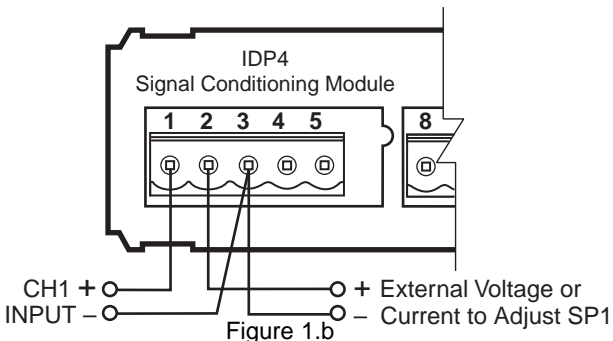 IDP4
Signal Conditioning Module
1 2 3 4 5 8
CH1 +
INPUT –
+ External Voltage or
– Current to Adjust SP1
Figure 1.b